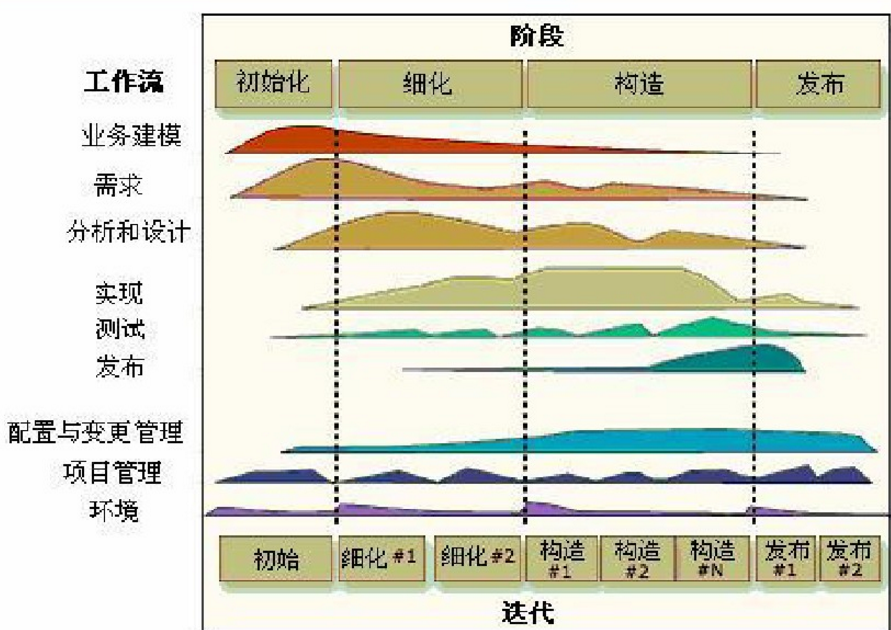 阶段
工作流
初始化 细化 构造 发布
业务建模
需求
分析和设计
实现
测试
发布
配置与变更管理
项目管理
环境
初始 细化#1 细化#2 构造#1 构造#2 构造#N 发布#1 发布#2
迭代